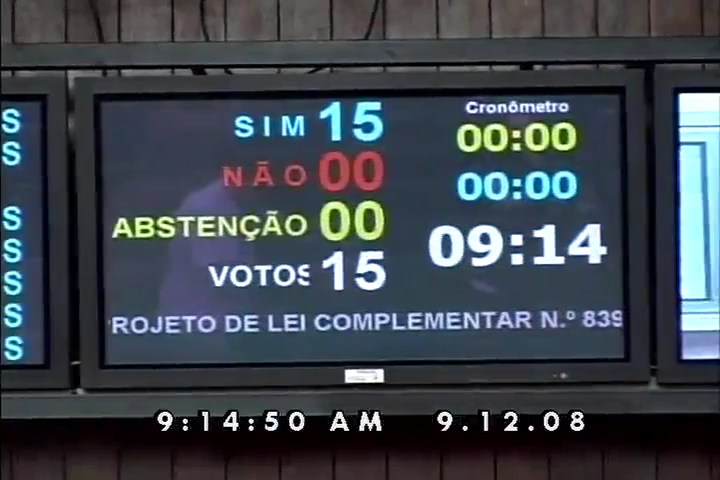 S
S
S
S
S
S
S
SIM 15
NÃO 00
ABSTENÇÃO 00
VOTOS 15
Cronômetro
00:00
00:00
09:14
ROJETO DE LEI COMPLEMENTAR N.º 839
9:14:50 AM 9.12.08